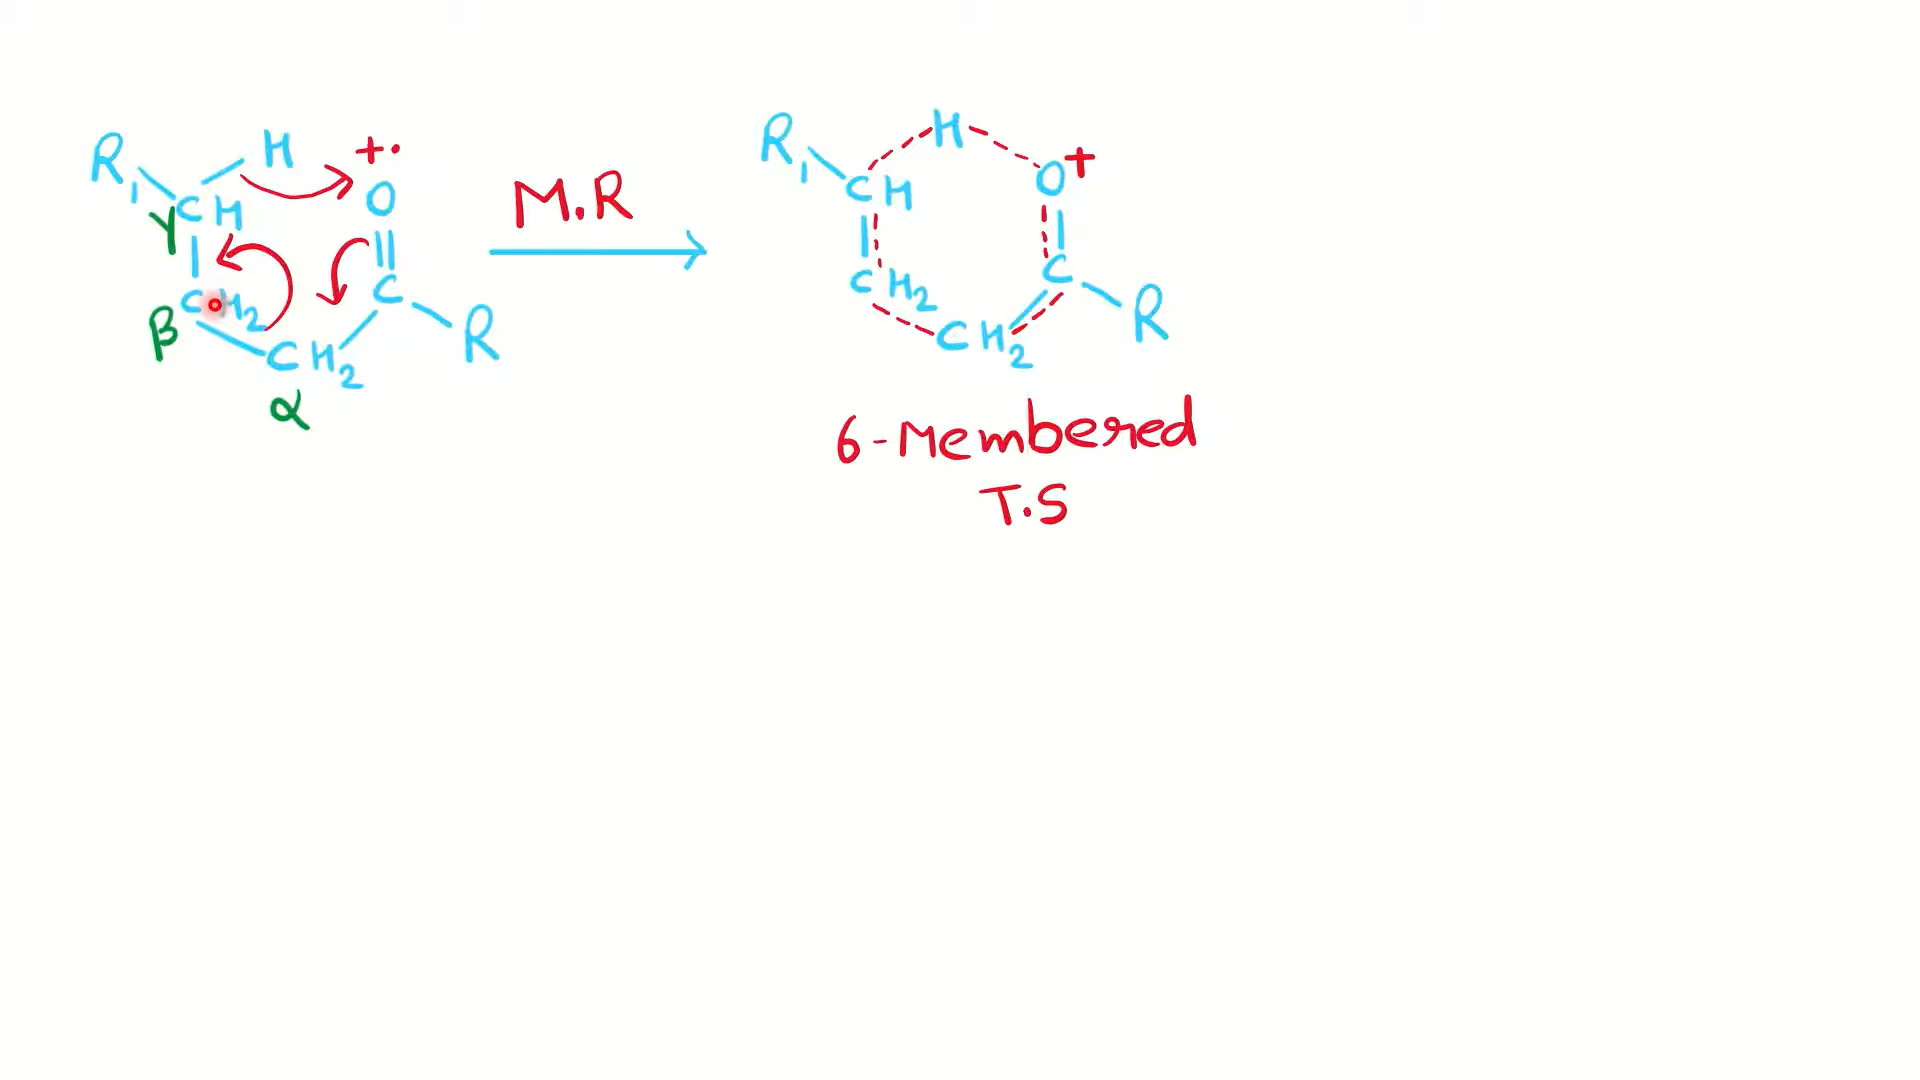 R₁ H +.
CH O
γ
CH₂ C
β CH₂ R
α
M.R
R₁ H O+
CH
CH₂ C
CH₂ R
6-Membered
T.S